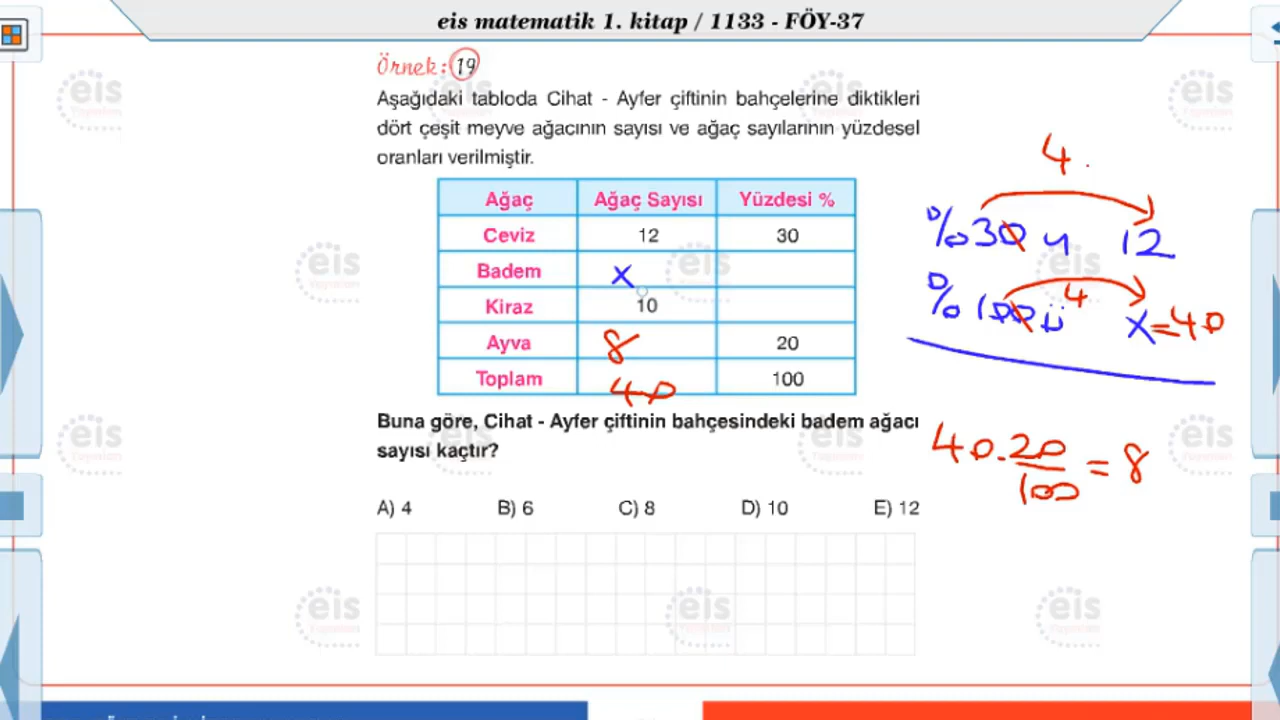 eis matematik 1. kitap / 1133 - FÖY-37
Örnek: 19
Aşağıdaki tabloda Cihat - Ayfer çiftinin bahçelerine diktikleri
dört çeşit meyve ağacının sayısı ve ağaç sayılarının yüzdesel
oranları verilmiştir.
Ağaç Ağaç Sayısı Yüzdesi %
Ceviz 12 30
Badem x
Kiraz 10
Ayva 8 20
Toplam 40 100
Buna göre, Cihat - Ayfer çiftinin bahçesindeki badem ağacı
sayısı kaçtır?
A) 4 B) 6 C) 8 D) 10 E) 12
4
%30 u 12
%100 ü 4 x=40
40.20/100 = 8
eis
Yayınları